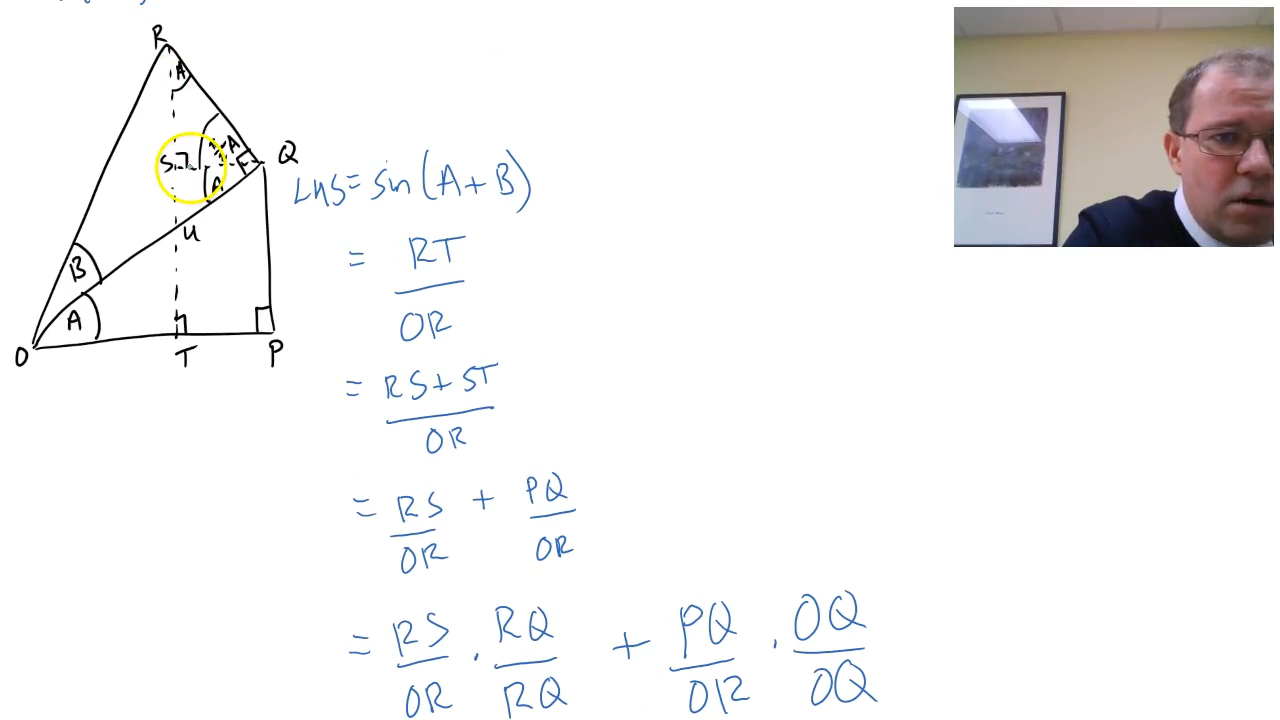 R
A
π/2 - A
S
Q
A
U
B
A
O
T
P
LHS = sin(A+B)
= RT/OR
= RS+ST/OR
= RS/OR + PQ/OR
= RS/OR · RQ/RQ + PQ/OR · OQ/OQ